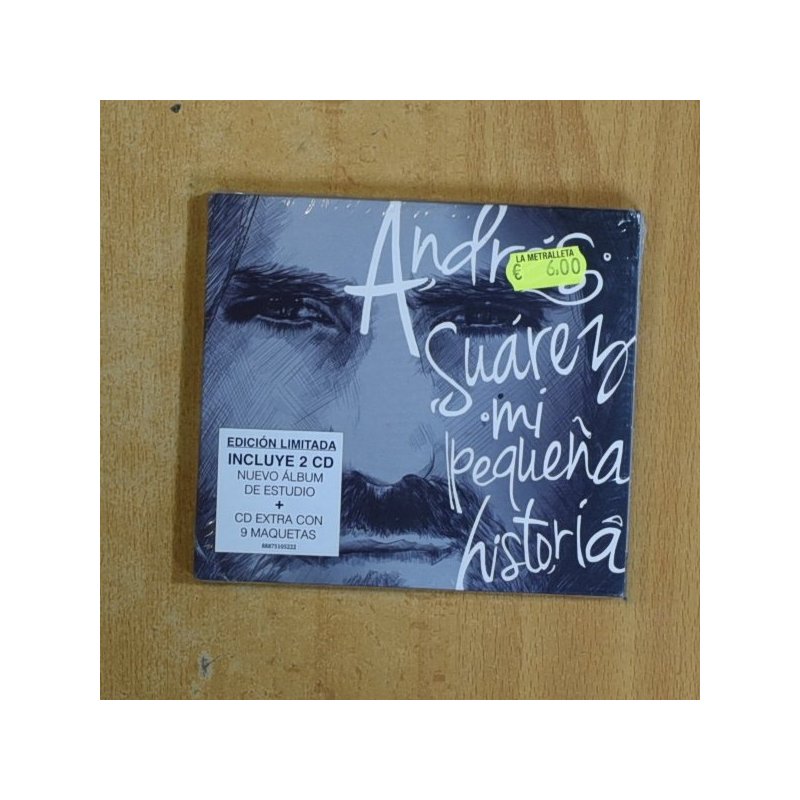 Andrés
LA METRALLETA
€ 6.00
Suárez
mi
pequeña
historia
EDICIÓN LIMITADA
INCLUYE 2 CD
NUEVO ÁLBUM
DE ESTUDIO
+
CD EXTRA CON
9 MAQUETAS
88875105222